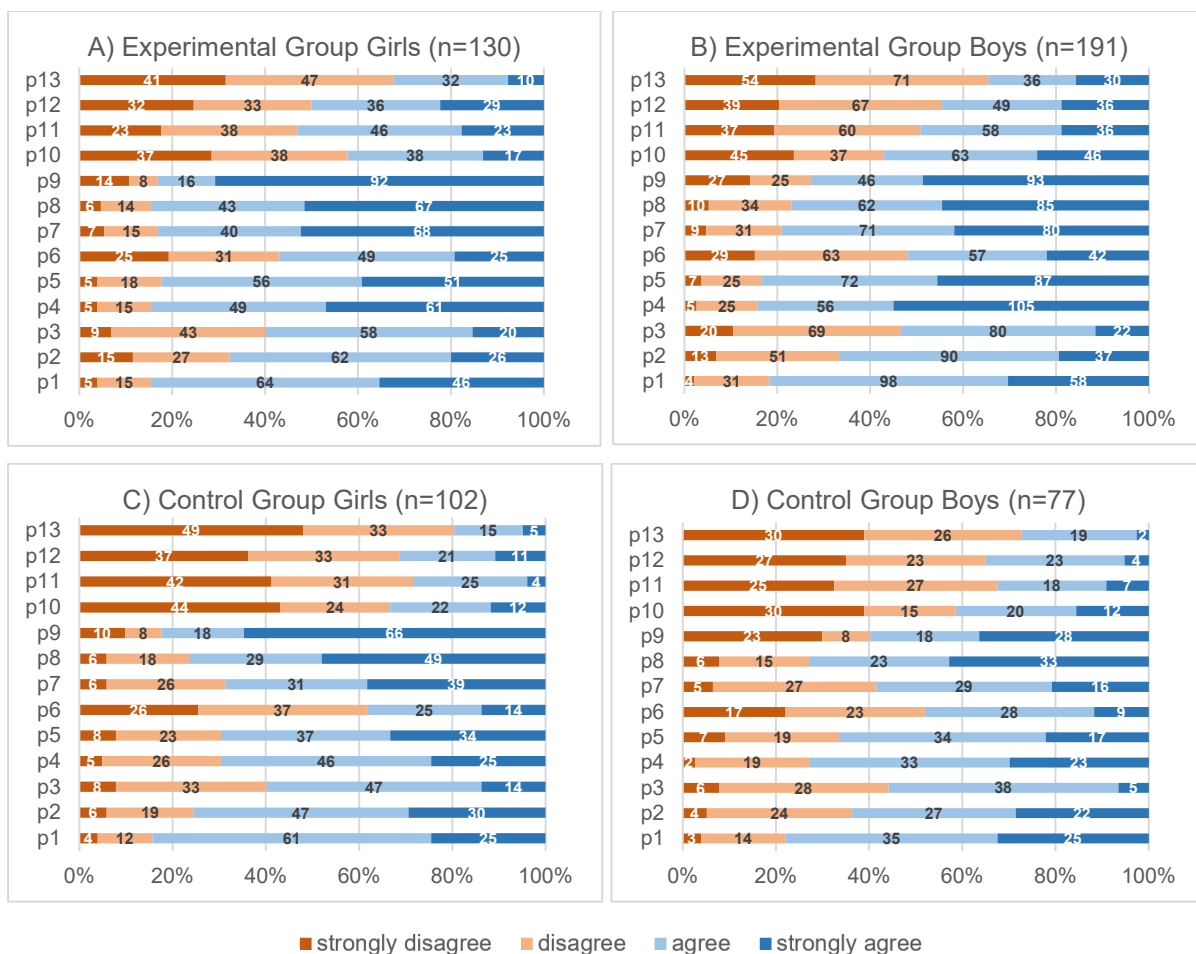 A) Experimental Group Girls (n=130)
p13 41 47 32 10
p12 32 33 36 29
p11 23 38 46 23
p10 37 38 38 17
p9 14 8 16 92
p8 6 14 43 67
p7 7 15 40 68
p6 25 31 49 25
p5 5 18 56 51
p4 5 15 49 61
p3 9 43 58 20
p2 15 27 62 26
p1 5 15 64 46
0% 20% 40% 60% 80% 100%
B) Experimental Group Boys (n=191)
p13 54 71 36 30
p12 39 67 49 36
p11 37 60 58 36
p10 45 37 63 46
p9 27 25 46 93
p8 10 34 62 85
p7 9 31 71 80
p6 29 63 57 42
p5 7 25 72 87
p4 5 25 56 105
p3 20 69 80 22
p2 13 51 90 37
p1 4 31 98 58
0% 20% 40% 60% 80% 100%
C) Control Group Girls (n=102)
p13 49 33 15 5
p12 37 33 21 11
p11 42 31 25 4
p10 44 24 22 12
p9 10 8 18 66
p8 6 18 29 49
p7 6 26 31 39
p6 26 37 25 14
p5 8 23 37 34
p4 5 26 46 25
p3 8 33 47 14
p2 6 19 47 30
p1 4 12 61 25
0% 20% 40% 60% 80% 100%
D) Control Group Boys (n=77)
p13 30 26 19 2
p12 27 23 23 4
p11 25 27 18 7
p10 30 15 20 12
p9 23 8 18 28
p8 6 15 23 33
p7 5 27 29 16
p6 17 23 28 9
p5 7 19 34 17
p4 2 19 33 23
p3 6 28 38 5
p2 4 24 27 22
p1 3 14 35 25
0% 20% 40% 60% 80% 100%
strongly disagree disagree agree strongly agree